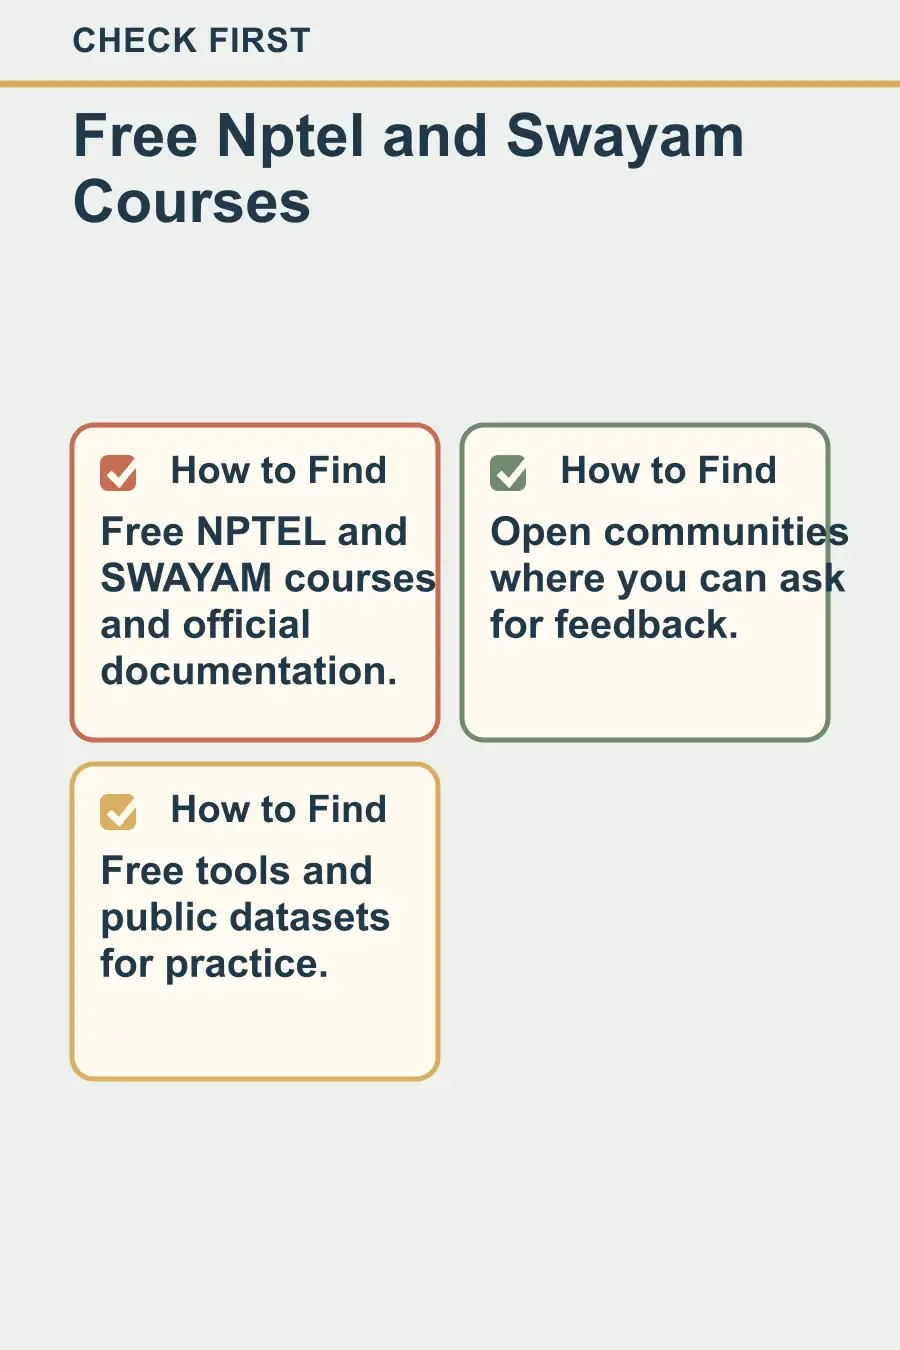 CHECK FIRST
Free Nptel and Swayam
Courses
How to Find
Free NPTEL and
SWAYAM courses
and official
documentation.
How to Find
Open communities
where you can ask
for feedback.
How to Find
Free tools and
public datasets
for practice.